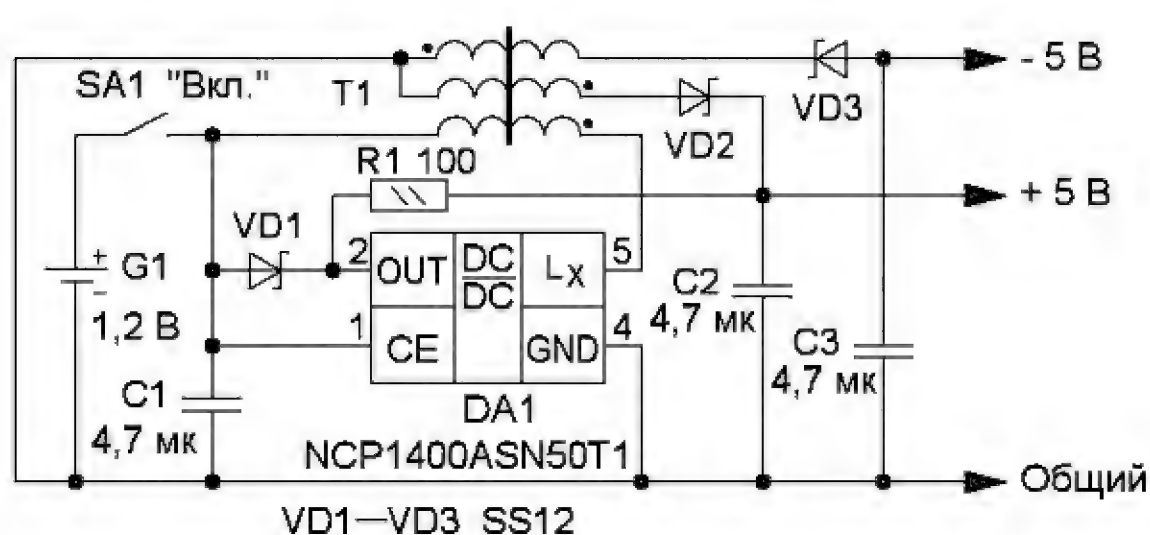 - 5 В
SA1 "Вкл."
T1
VD3
VD2
R1 100
+ 5 В
VD1
2
OUT
DC
DC
LX
5
+
G1
-
1,2 В
1
CE
GND
4
C2
4,7 мк
C3
4,7 мк
C1
4,7 мк
DA1
NCP1400ASN50T1
Общий
VD1—VD3 SS12